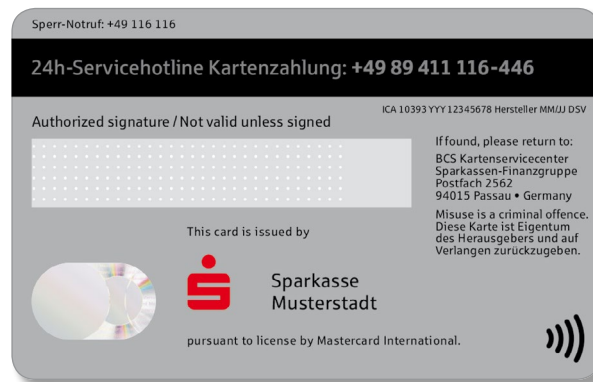 Sperr-Notruf: +49 116 116
24h-Servicehotline Kartenzahlung: +49 89 411 116-446
ICA 10393 YYY 12345678 Hersteller MM/JJ DSV
Authorized signature / Not valid unless signed
If found, please return to:
BCS Kartenservicecenter
Sparkassen-Finanzgruppe
Postfach 2562
94015 Passau • Germany
Misuse is a criminal offence.
Diese Karte ist Eigentum
des Herausgebers und auf
Verlangen zurückzugeben.
This card is issued by
Sparkasse
Musterstadt
pursuant to license by Mastercard International.